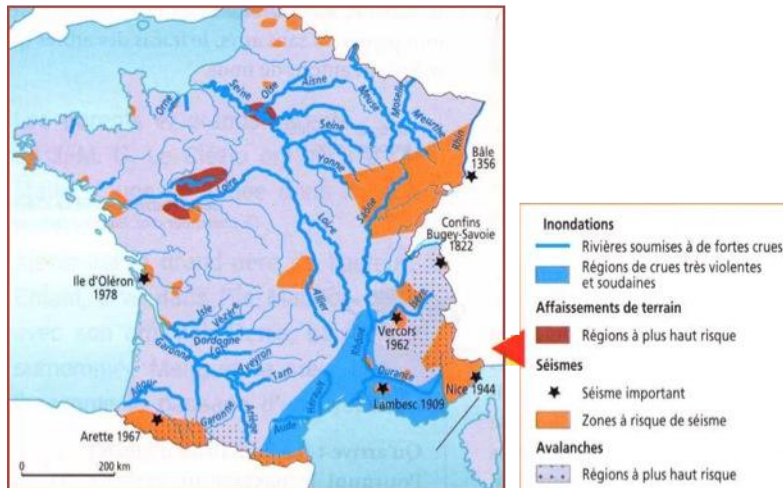 Orne
Seine
Oise
Aisne
Meuse
Moselle
Meurthe
Rhin
Seine
Yonne
Bâle
1356
Loire
Saône
Loire
Confins
Bugey-Savoie
1822
Ile d'Oléron
1978
Allier
Isère
Isle
Vézère
Dordogne
Lot
Vercors
1962
Garonne
Aveyron
Rhône
Tarn
Durance
Nice 1944
Adour
Garonne
Hérault
Lambesc 1909
Ariège
Aude
Arette 1967
0 200 km
Inondations
Rivières soumises à de fortes crues
Régions de crues très violentes
et soudaines
Affaissements de terrain
Régions à plus haut risque
Séismes
Séisme important
Zones à risque de séisme
Avalanches
Régions à plus haut risque